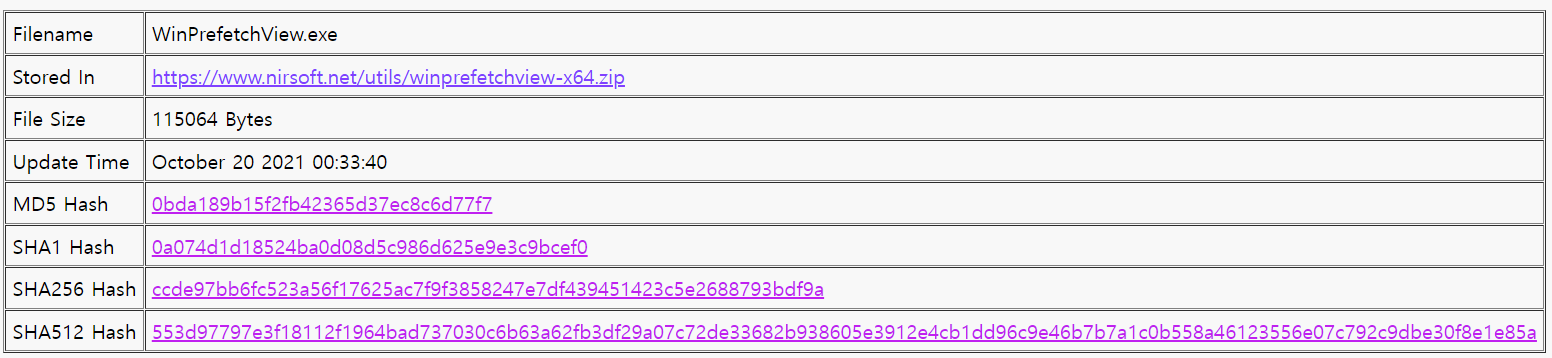 Filename WinPrefetchView.exe
Stored In https://www.nirsoft.net/utils/winprefetchview-x64.zip
File Size 115064 Bytes
Update Time October 20 2021 00:33:40
MD5 Hash 0bda189b15f2fb42365d37ec8c6d77f7
SHA1 Hash 0a074d1d18524ba0d08d5c986d625e9e3c9bcef0
SHA256 Hash ccde97bb6fc523a56f17625ac7f9f3858247e7df439451423c5e2688793bdf9a
SHA512 Hash 553d97797e3f18112f1964bad737030c6b63a62fb3df29a07c72de33682b938605e3912e4cb1dd96c9e46b7b7a1c0b558a46123556e07c792c9dbe30f8e1e85a